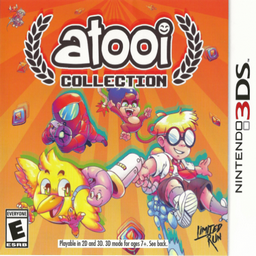 atooi
COLLECTION
NINTENDO 3DS
EVERYONE
E
ESRB
Playable in 2D and 3D. 3D mode for ages 7+. See back.
LIMITED
RUN